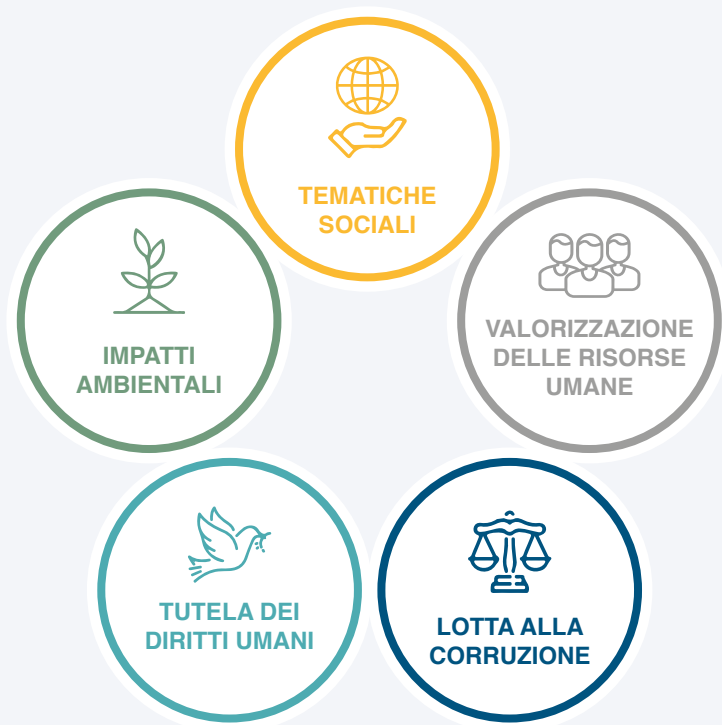 TEMATICHE
SOCIALI
IMPATTI
AMBIENTALI
VALORIZZAZIONE
DELLE RISORSE
UMANE
TUTELA DEI
DIRITTI UMANI
LOTTA ALLA
CORRUZIONE